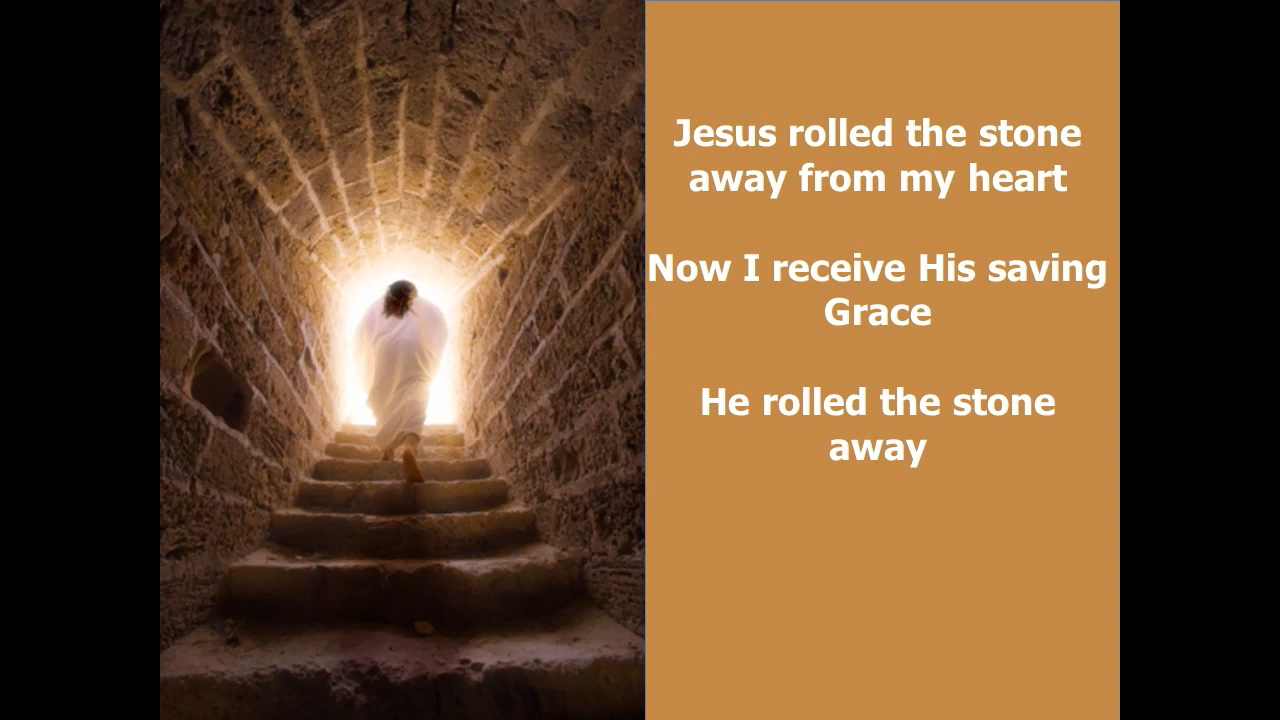 Jesus rolled the stone
away from my heart
Now I receive His saving
Grace
He rolled the stone
away